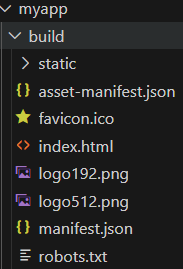 myapp
build
static
asset-manifest.json
favicon.ico
index.html
logo192.png
logo512.png
manifest.json
robots.txt